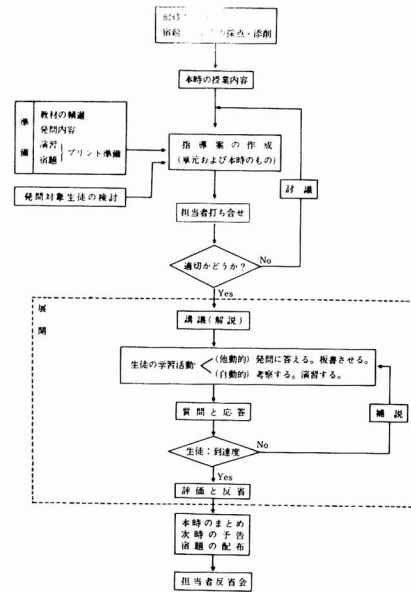 宿題
の採点・添削
本時の授業内容
準備
教材の精選
発問内容
演習
宿題
プリント準備
発問対象生徒の検討
指導案の作成
(単元および本時のもの)
討議
担当者打ち合せ
適切かどうか?
No
Yes
展開
講議(解説)
生徒の学習活動
(他動的) 発問に答える。板書させる。
(自動的) 考察する。演習する。
質問と応答
補説
生徒:到達度
No
Yes
評価と反省
本時のまとめ
次時の予告
宿題の配布
担当者反省会